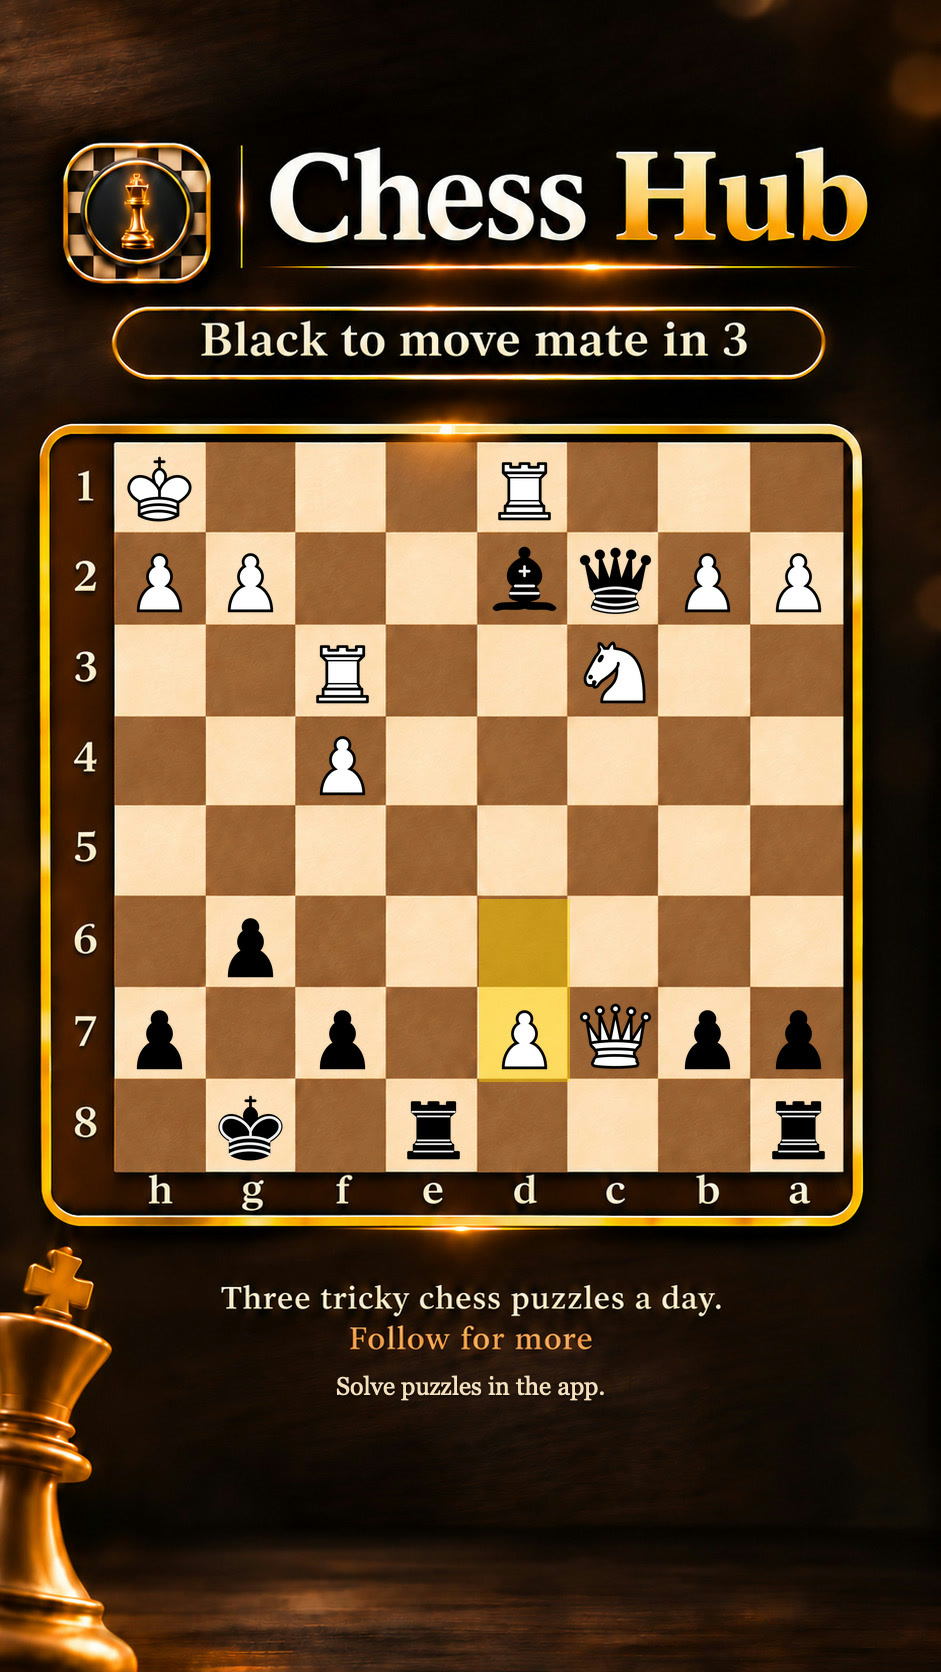 Chess Hub
Black to move mate in 3
1
2
3
4
5
6
7
8
h g f e d c b a
Three tricky chess puzzles a day.
Follow for more
Solve puzzles in the app.